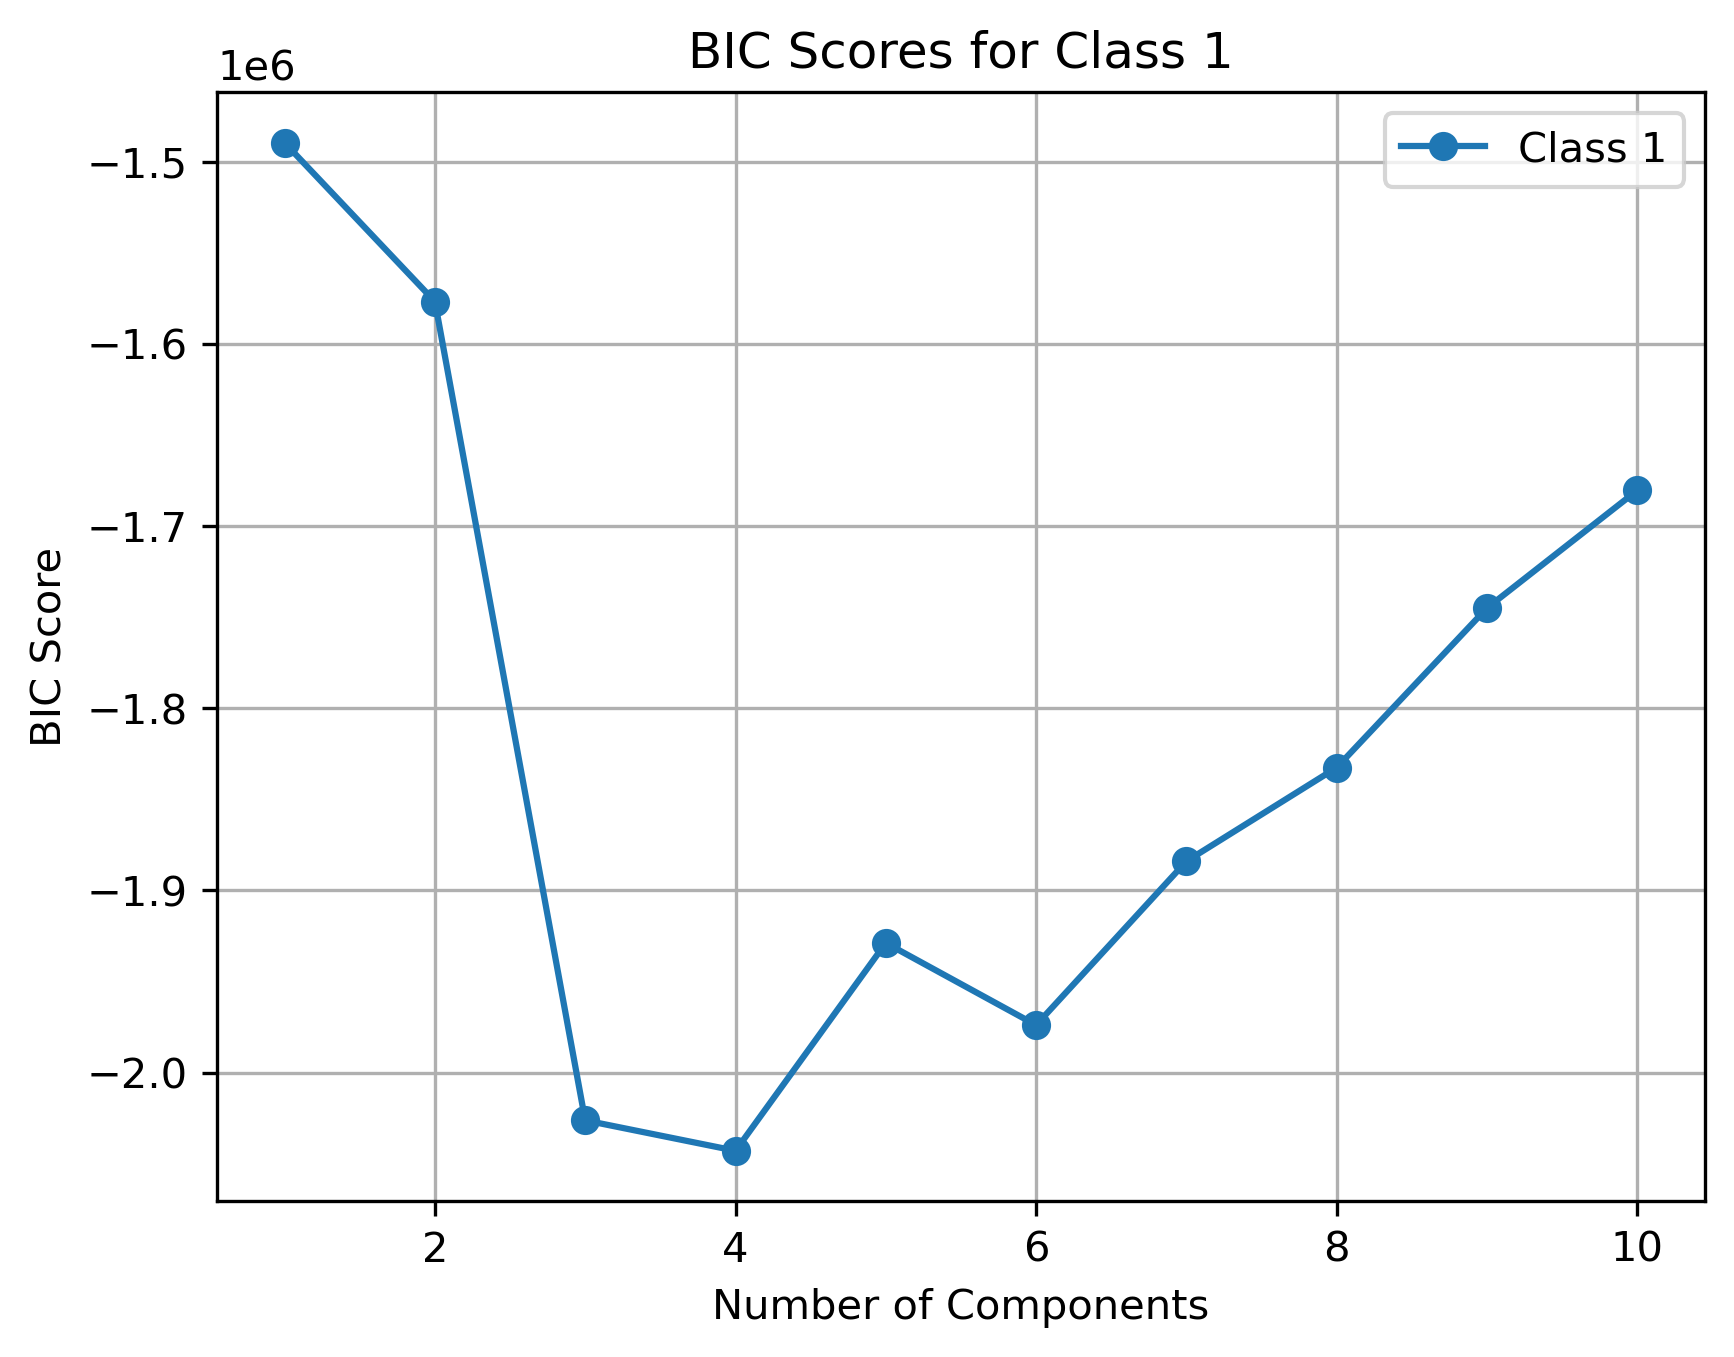 BIC Scores for Class 1
1e6
Class 1
−1.5
−1.6
−1.7
−1.8
−1.9
−2.0
BIC Score
2 4 6 8 10
Number of Components